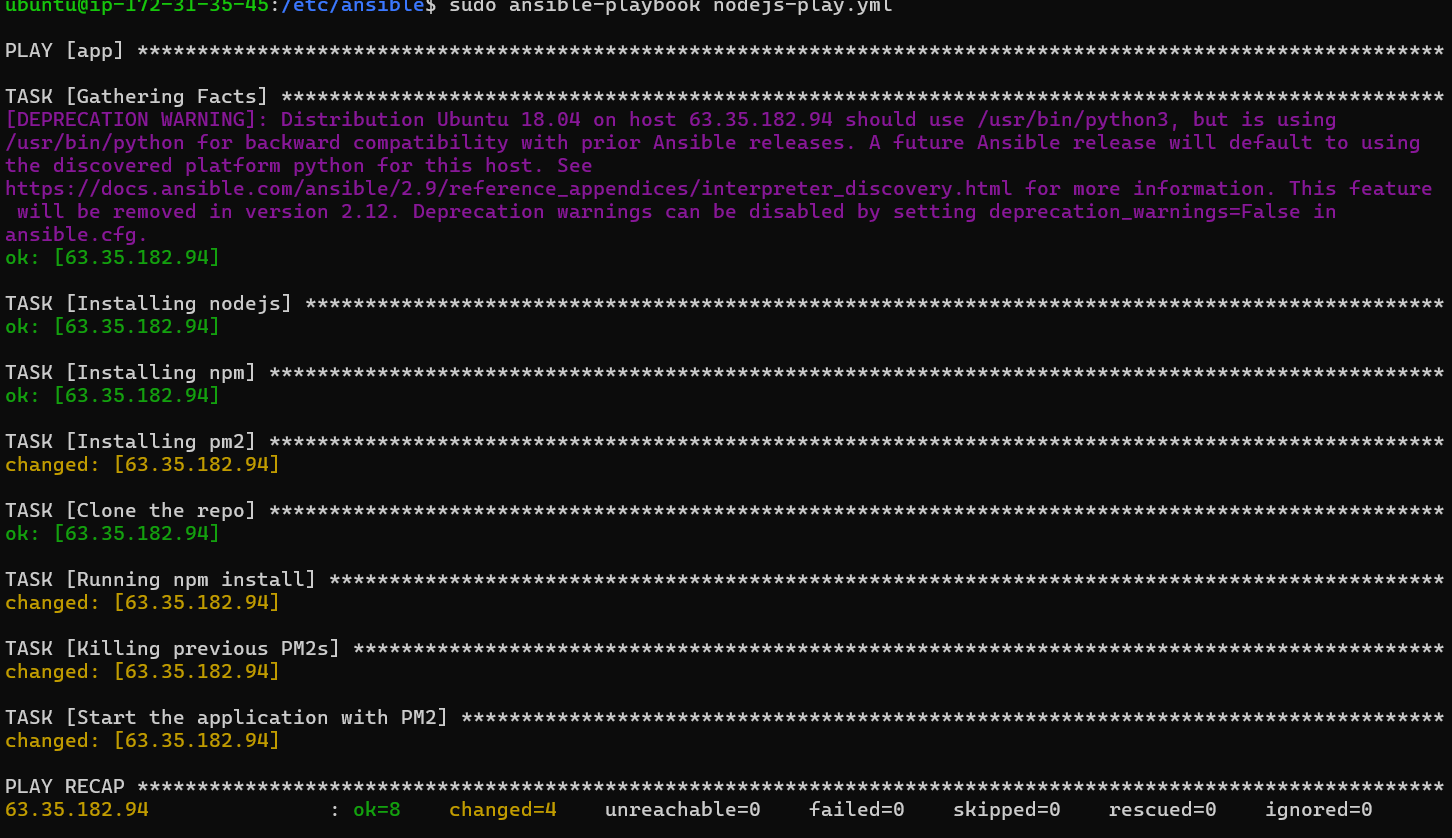 ubuntu@ip-172-31-35-45:/etc/ansible$ sudo ansible-playbook nodejs-play.yml
PLAY [app] *************************************************************************************************************
TASK [Gathering Facts] *************************************************************************************************
[DEPRECATION WARNING]: Distribution Ubuntu 18.04 on host 63.35.182.94 should use /usr/bin/python3, but is using
/usr/bin/python for backward compatibility with prior Ansible releases. A future Ansible release will default to using
the discovered platform python for this host. See
https://docs.ansible.com/ansible/2.9/reference_appendices/interpreter_discovery.html for more information. This feature
will be removed in version 2.12. Deprecation warnings can be disabled by setting deprecation_warnings=False in
ansible.cfg.
ok: [63.35.182.94]
TASK [Installing nodejs] ***********************************************************************************************
ok: [63.35.182.94]
TASK [Installing npm] **************************************************************************************************
ok: [63.35.182.94]
TASK [Installing pm2] **************************************************************************************************
changed: [63.35.182.94]
TASK [Clone the repo] **************************************************************************************************
ok: [63.35.182.94]
TASK [Running npm install] *********************************************************************************************
changed: [63.35.182.94]
TASK [Killing previous PM2s] *******************************************************************************************
changed: [63.35.182.94]
TASK [Start the application with PM2] **********************************************************************************
changed: [63.35.182.94]
PLAY RECAP *************************************************************************************************************
63.35.182.94               : ok=8    changed=4    unreachable=0    failed=0    skipped=0    rescued=0    ignored=0